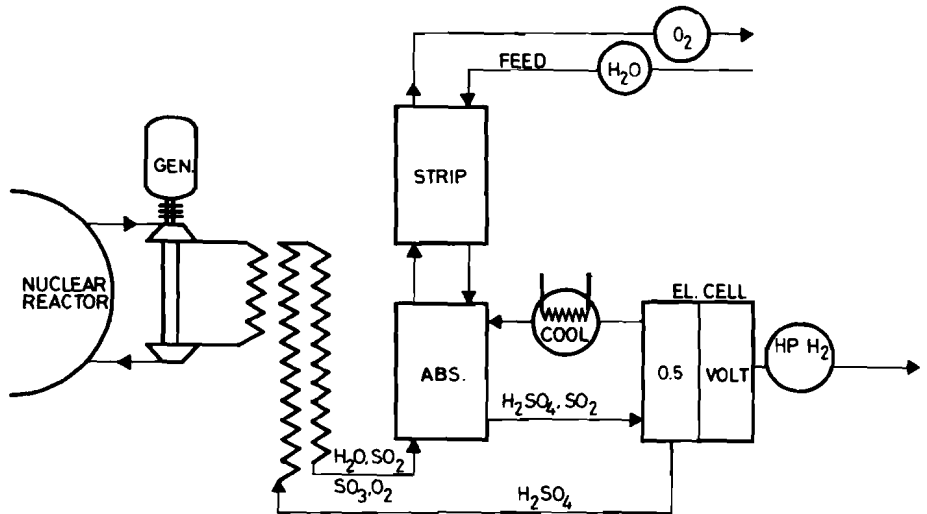 O₂
FEED
H₂O
GEN.
STRIP
NUCLEAR
REACTOR
EL. CELL
COOL
HP H₂
ABS.
0.5 VOLT
H₂SO₄, SO₂
H₂O, SO₂
SO₃, O₂
H₂SO₄